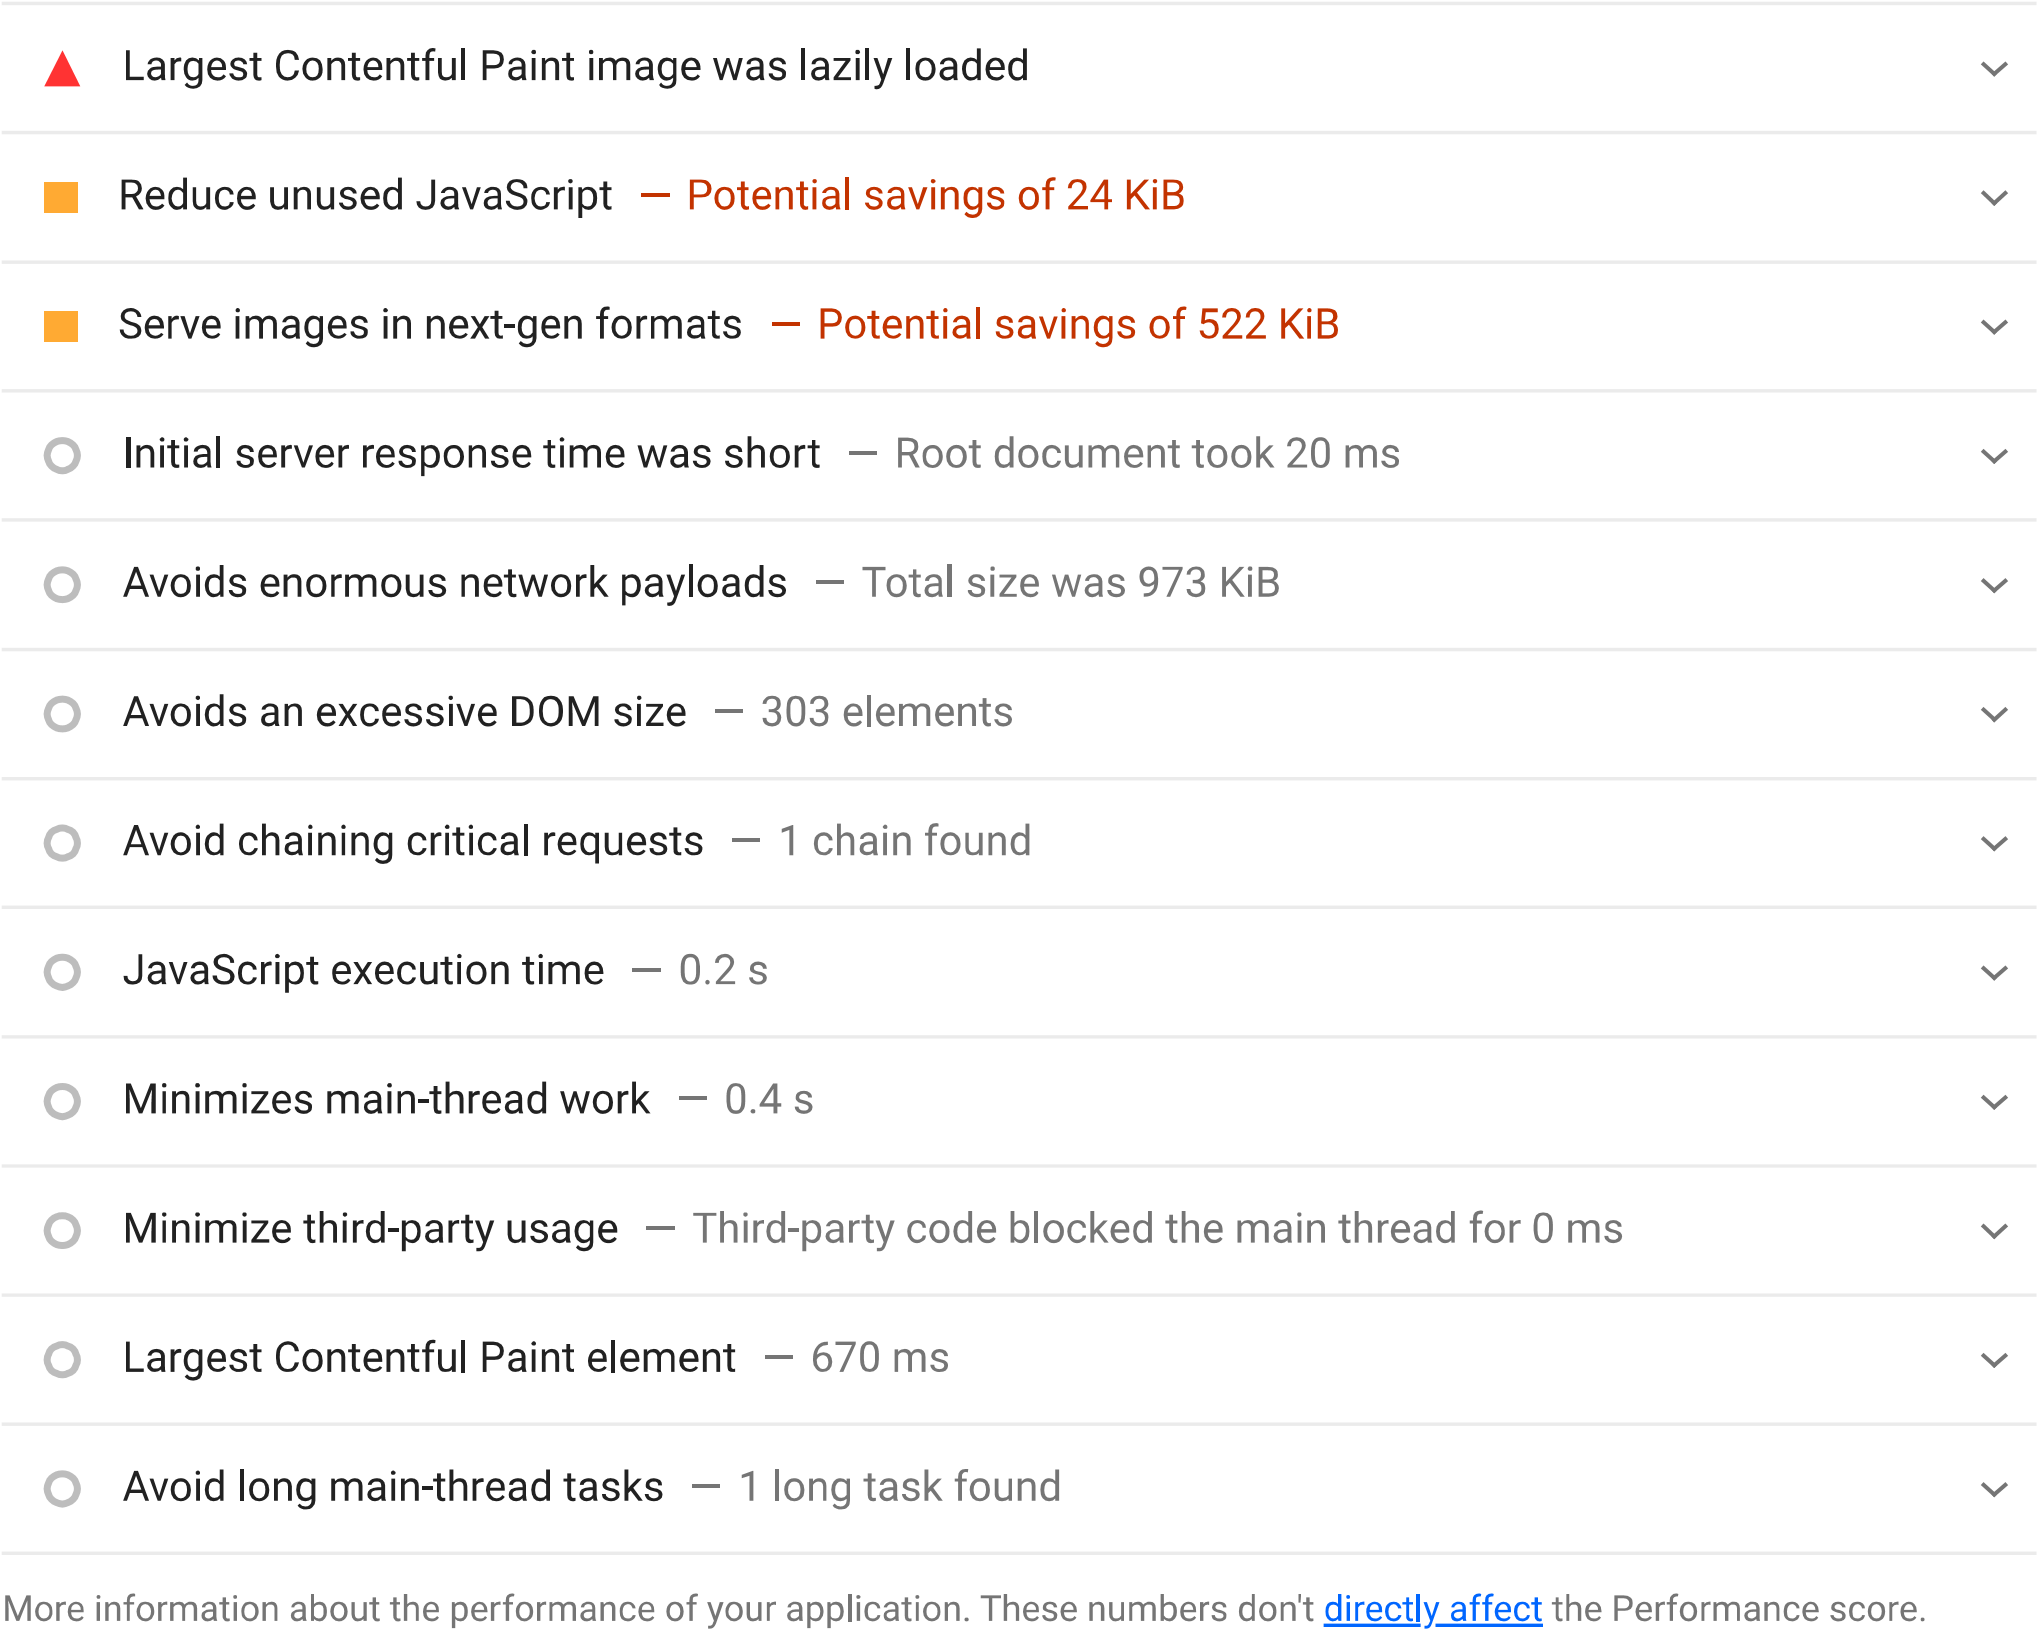 Largest Contentful Paint image was lazily loaded
Reduce unused JavaScript — Potential savings of 24 KiB
Serve images in next-gen formats — Potential savings of 522 KiB
Initial server response time was short — Root document took 20 ms
Avoids enormous network payloads — Total size was 973 KiB
Avoids an excessive DOM size — 303 elements
Avoid chaining critical requests — 1 chain found
JavaScript execution time — 0.2 s
Minimizes main-thread work — 0.4 s
Minimize third-party usage — Third-party code blocked the main thread for 0 ms
Largest Contentful Paint element — 670 ms
Avoid long main-thread tasks — 1 long task found
More information about the performance of your application. These numbers don't directly affect the Performance score.